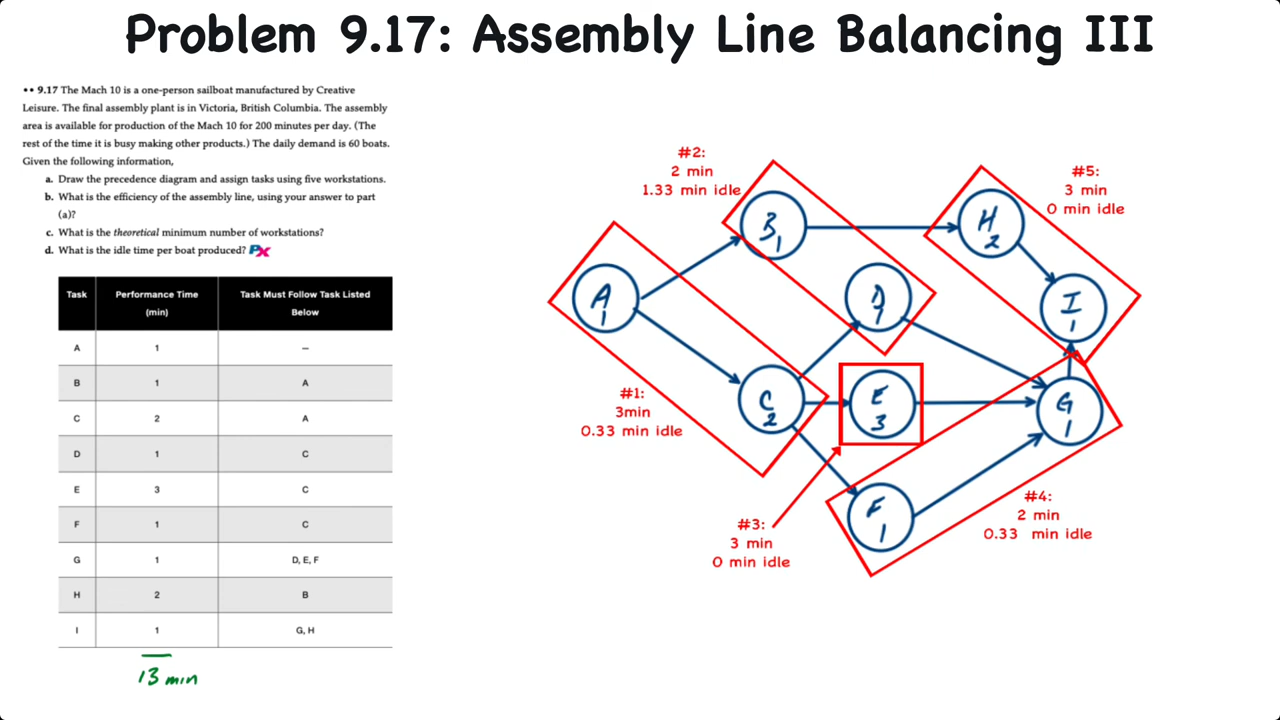 Problem 9.17: Assembly Line Balancing III
•• 9.17 The Mach 10 is a one-person sailboat manufactured by Creative
Leisure. The final assembly plant is in Victoria, British Columbia. The assembly
area is available for production of the Mach 10 for 200 minutes per day. (The
rest of the time it is busy making other products.) The daily demand is 60 boats.
Given the following information,
a. Draw the precedence diagram and assign tasks using five workstations.
b. What is the efficiency of the assembly line, using your answer to part
(a)?
c. What is the theoretical minimum number of workstations?
d. What is the idle time per boat produced? PX
Task Performance Time (min) Task Must Follow Task Listed Below
A 1 –
B 1 A
C 2 A
D 1 C
E 3 C
F 1 C
G 1 D, E, F
H 2 B
I 1 G, H
13 min
#2:
2 min
1.33 min idle
#5:
3 min
0 min idle
B
1
H
2
A
1
D
1
I
1
#1:
3min
0.33 min idle
C
2
E
3
G
1
#3:
3 min
0 min idle
F
1
#4:
2 min
0.33 min idle